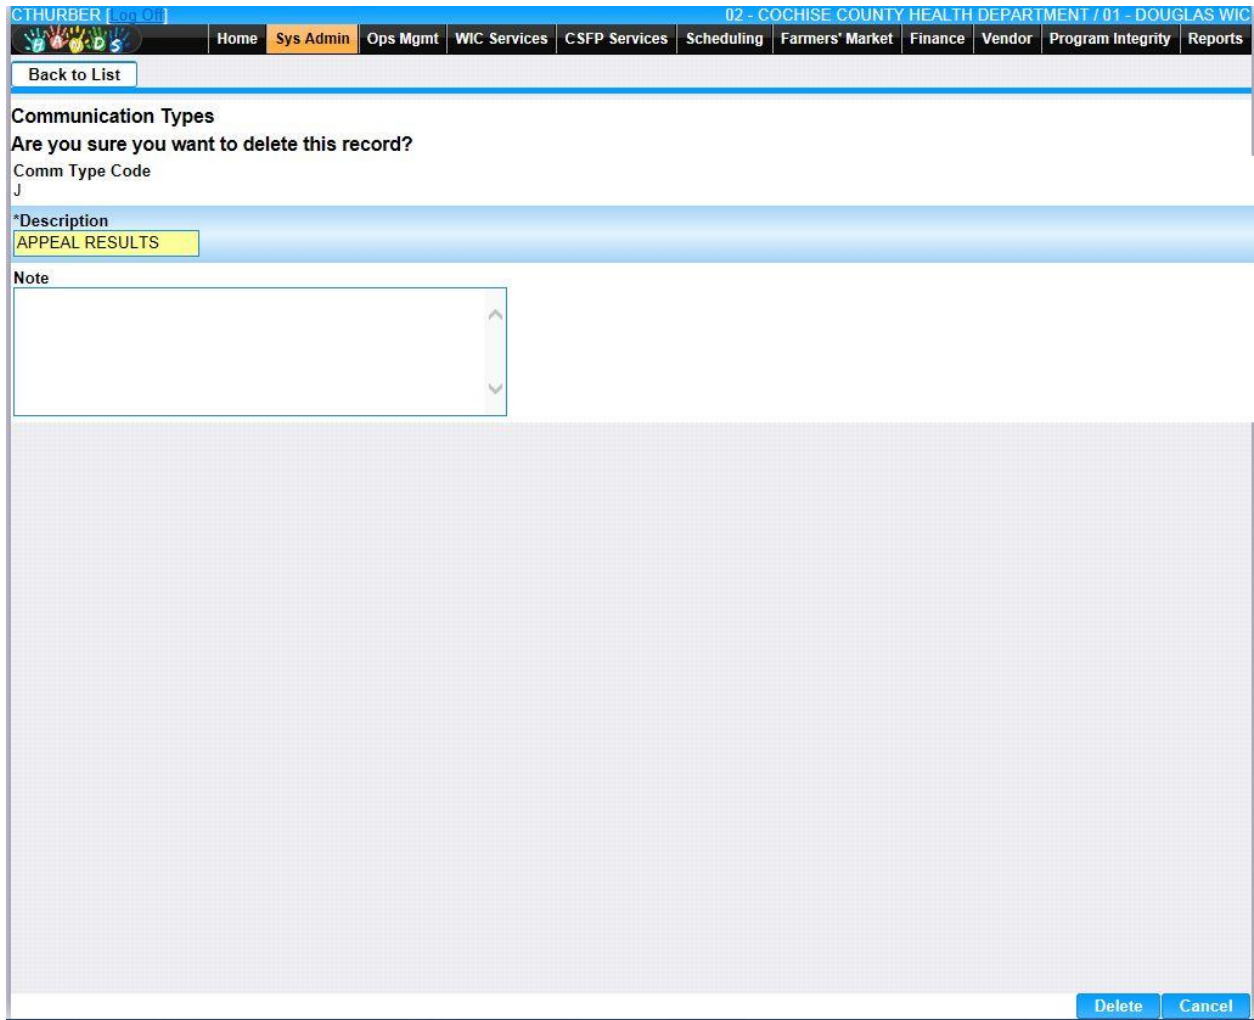 CTHURBER [Log Off] 02 - COCHISE COUNTY HEALTH DEPARTMENT / 01 - DOUGLAS WIC
HANDS Home Sys Admin Ops Mgmt WIC Services CSFP Services Scheduling Farmers' Market Finance Vendor Program Integrity Reports
Back to List
Communication Types
Are you sure you want to delete this record?
Comm Type Code
J
*Description
APPEAL RESULTS
Note
Delete Cancel